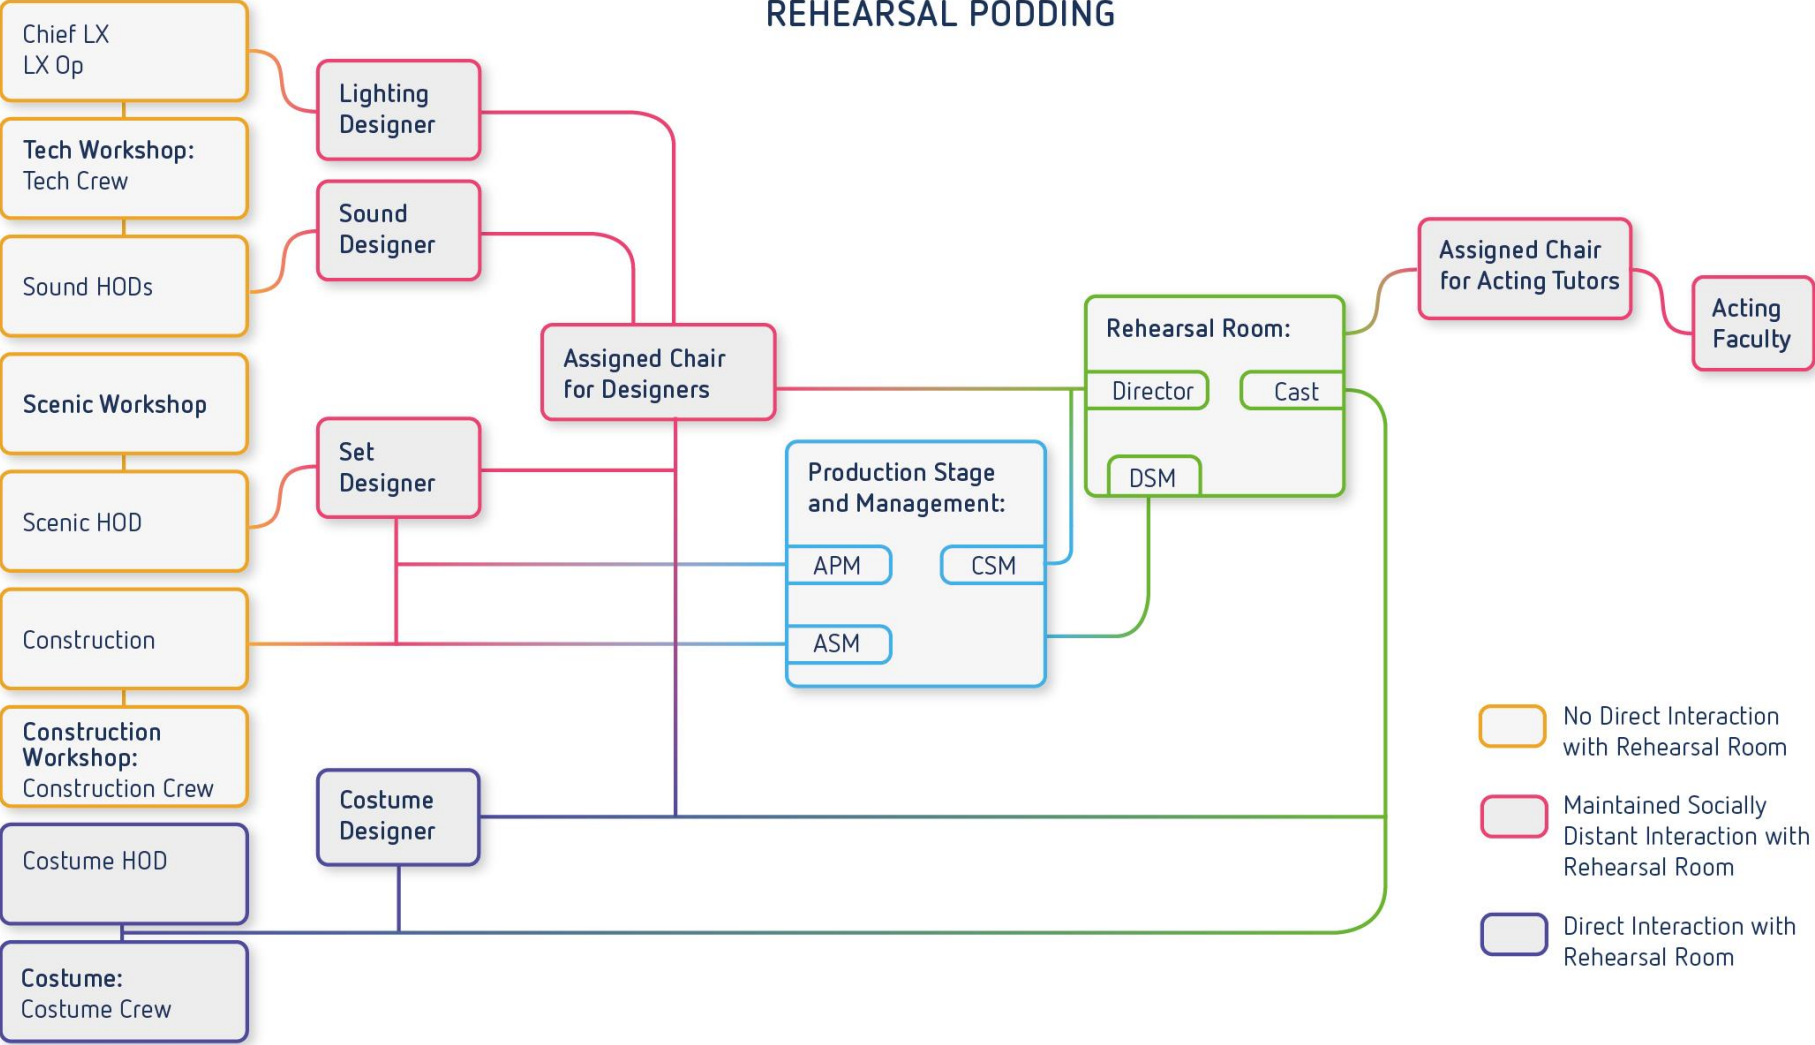 REHEARSAL PODDING
Chief LX
LX Op
Tech Workshop:
Tech Crew
Sound HODs
Scenic Workshop
Scenic HOD
Construction
Construction
Workshop:
Construction Crew
Costume HOD
Costume:
Costume Crew
Lighting
Designer
Sound
Designer
Set
Designer
Costume
Designer
Assigned Chair
for Designers
Production Stage
and Management:
APM
CSM
ASM
Rehearsal Room:
Director
Cast
DSM
Assigned Chair
for Acting Tutors
Acting
Faculty
No Direct Interaction
with Rehearsal Room
Maintained Socially
Distant Interaction with
Rehearsal Room
Direct Interaction with
Rehearsal Room